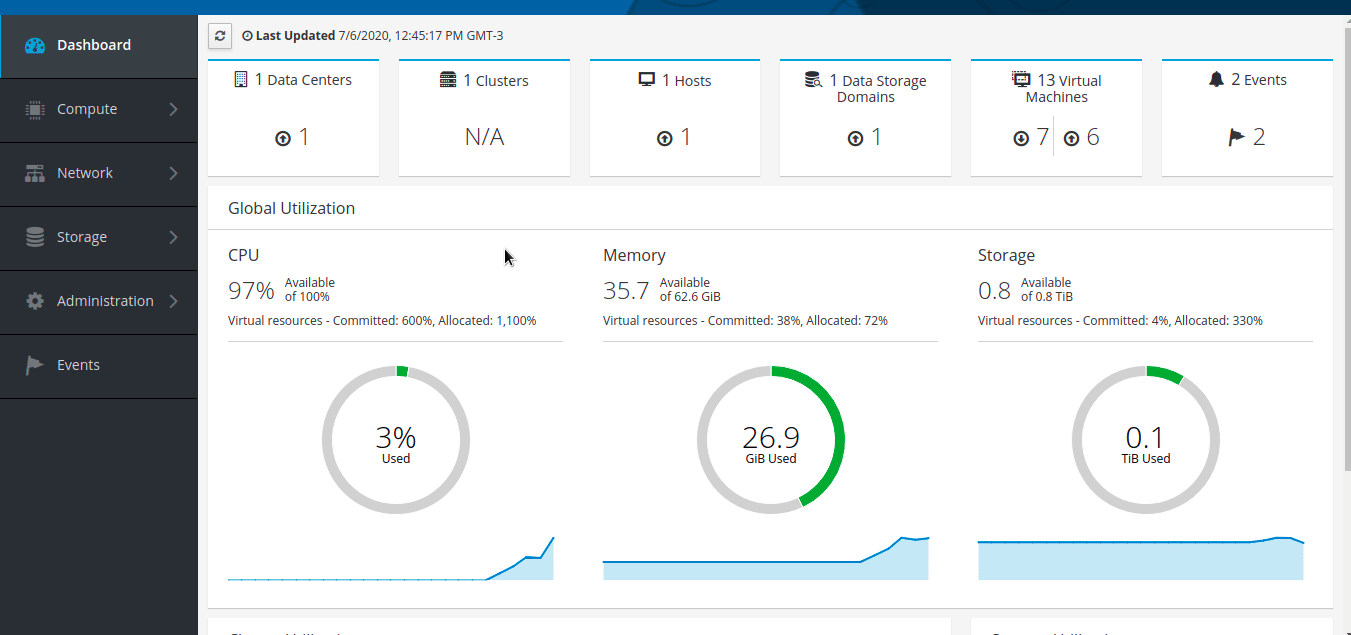 Dashboard
Compute
Network
Storage
Administration
Events
Last Updated 7/6/2020, 12:45:17 PM GMT-3
1 Data Centers
1
1 Clusters
N/A
1 Hosts
1
1 Data Storage
Domains
1
13 Virtual
Machines
7 6
2 Events
2
Global Utilization
CPU
97% Available
of 100%
Virtual resources - Committed: 600%, Allocated: 1,100%
3%
Used
Memory
35.7 Available
of 62.6 GiB
Virtual resources - Committed: 38%, Allocated: 72%
26.9
GiB Used
Storage
0.8 Available
of 0.8 TiB
Virtual resources - Committed: 4%, Allocated: 330%
0.1
TiB Used